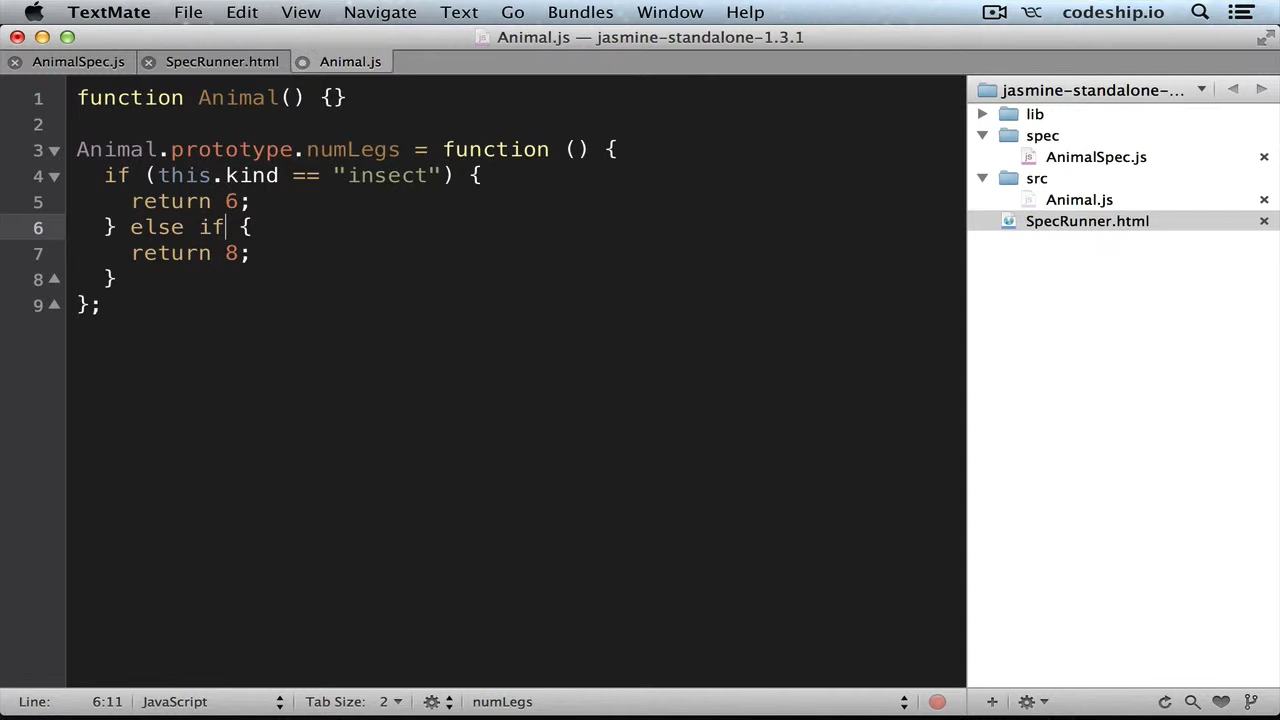 TextMate File Edit View Navigate Text Go Bundles Window Help codeship.io
Animal.js — jasmine-standalone-1.3.1
AnimalSpec.js SpecRunner.html Animal.js
1 function Animal() {}
2
3 Animal.prototype.numLegs = function () {
4 if (this.kind == "insect") {
5 return 6;
6 } else if {
7 return 8;
8 }
9 };
jasmine-standalone-...
lib
spec
AnimalSpec.js
src
Animal.js
SpecRunner.html
Line: 6:11 JavaScript Tab Size: 2 numLegs